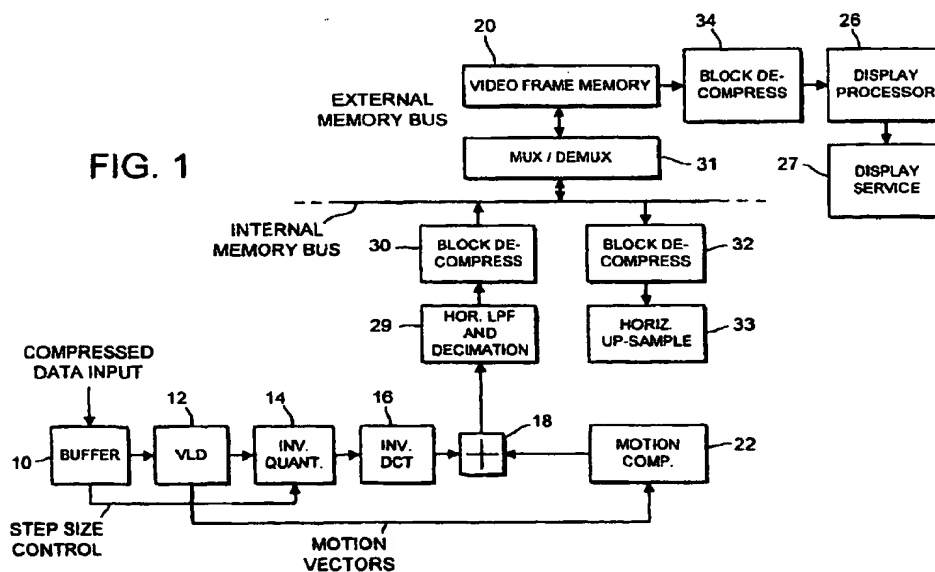 34
26
20
BLOCK DE-
COMPRESS
DISPLAY
PROCESSOR
VIDEO FRAME MEMORY
EXTERNAL
MEMORY BUS
FIG. 1
MUX / DEMUX
31
27
DISPLAY
SERVICE
INTERNAL
MEMORY BUS
30
BLOCK DE-
COMPRESS
BLOCK DE-
COMPRESS
32
29
HOR. LPF
AND
DECIMATION
HORIZ.
UP-SAMPLE
33
COMPRESSED
DATA INPUT
12
14
16
18
22
10
BUFFER
VLD
INV.
QUANT.
INV.
DCT
MOTION
COMP.
STEP SIZE
CONTROL
MOTION
VECTORS